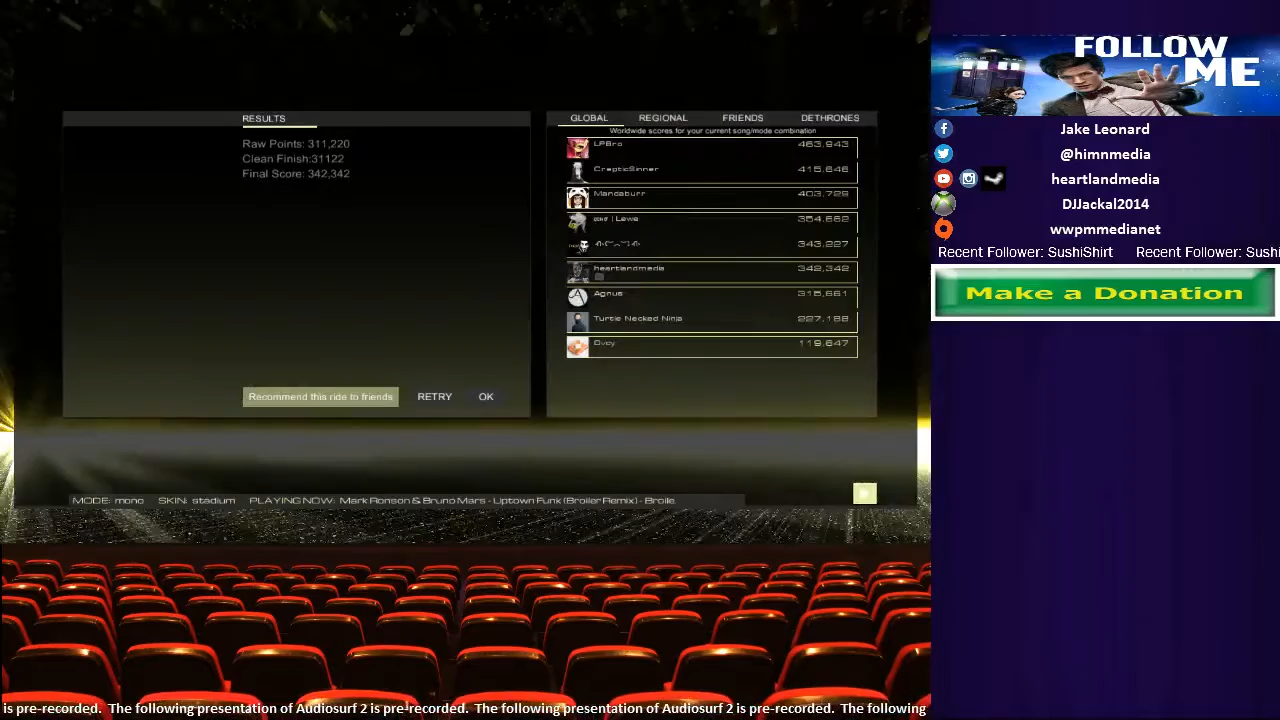 RESULTS
Raw Points: 311,220
Clean Finish:31122
Final Score: 342,342
Recommend this ride to friends
RETRY
OK
GLOBAL
REGIONAL
FRIENDS
DETHRONES
Worldwide scores for your current song/mode combination
LPBro 463,943
CrepticSinner 415,646
Mandaburr 403,729
| Lewe 354,662
343,227
heartlandmedia 342,342
Agnus 315,661
Turtle Necked Ninja 227,188
Dvoy 119,647
MODE: mono SKIN: stadium PLAYING NOW: Mark Ronson & Bruno Mars - Uptown Funk (Broiler Remix) - Broile
FOLLOW
ME
Jake Leonard
@himnmedia
heartlandmedia
DJJackal2014
wwpmmedianet
Recent Follower: SushiShirt Recent Follower: SushiS
Make a Donation
is pre-recorded. The following presentation of Audiosurf 2 is pre-recorded. The following presentation of Audiosurf 2 is pre-recorded. The following